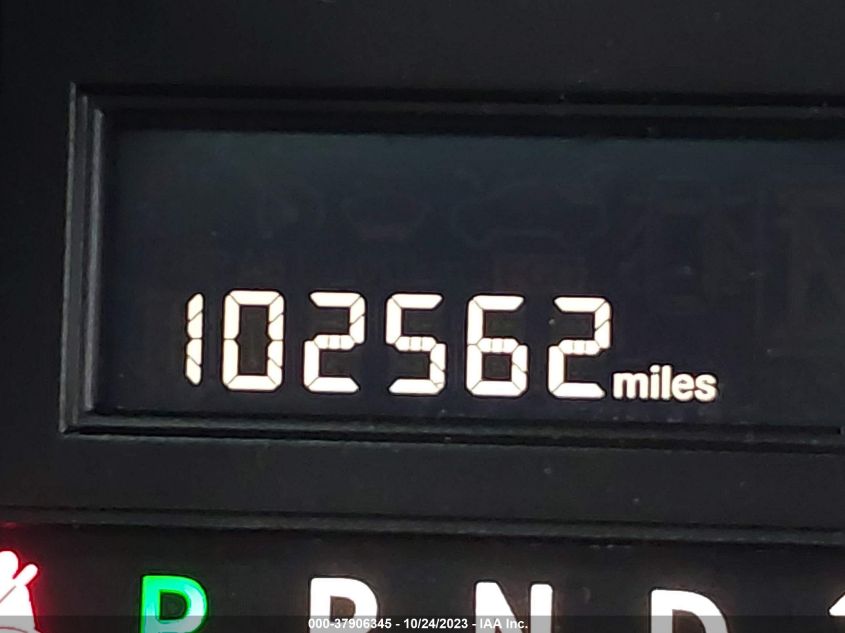 102562 miles
P R N D
000-37906345 - 10/24/2023 - IAA Inc.